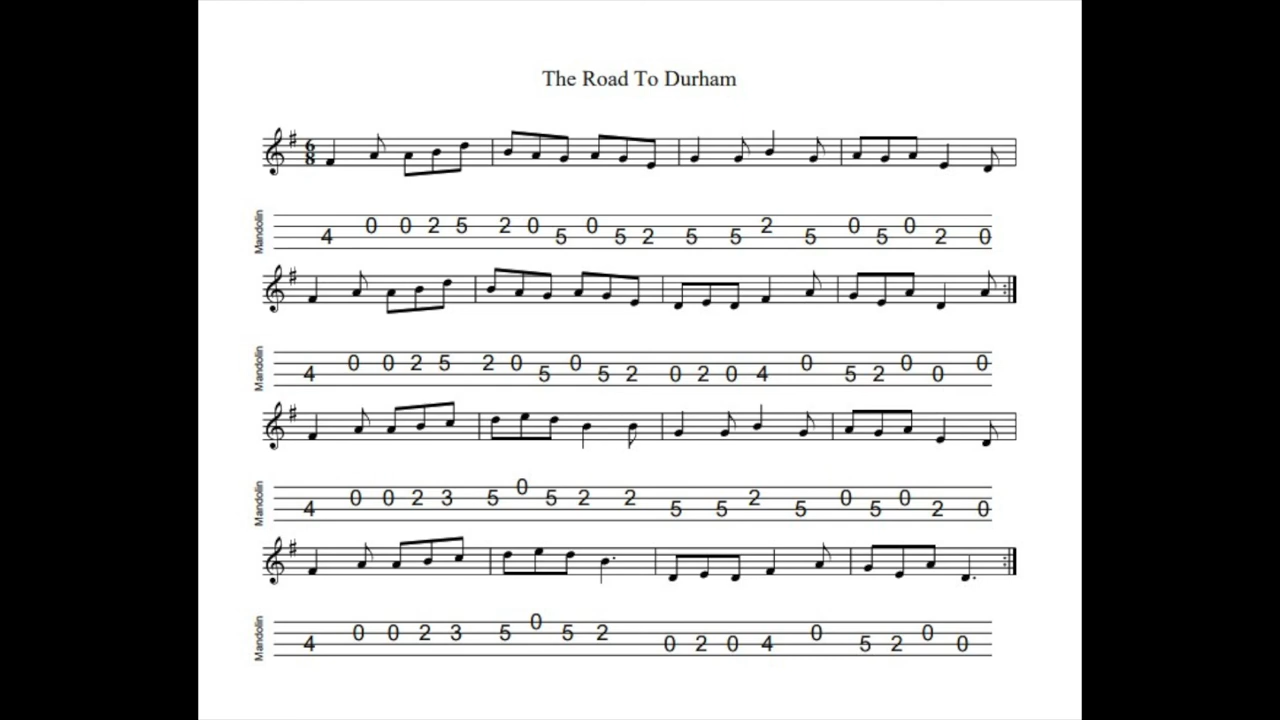 The Road To Durham
6
8
Mandolin
4 0 0 2 5 2 0 5 0 5 2 5 5 2 5 0 5 0 2 0
Mandolin
4 0 0 2 5 2 0 5 0 5 2 0 2 0 4 0 5 2 0 0 0
Mandolin
4 0 0 2 3 5 0 5 2 2 5 5 2 5 0 5 0 2 0
Mandolin
4 0 0 2 3 5 0 5 2 0 2 0 4 0 5 2 0 0